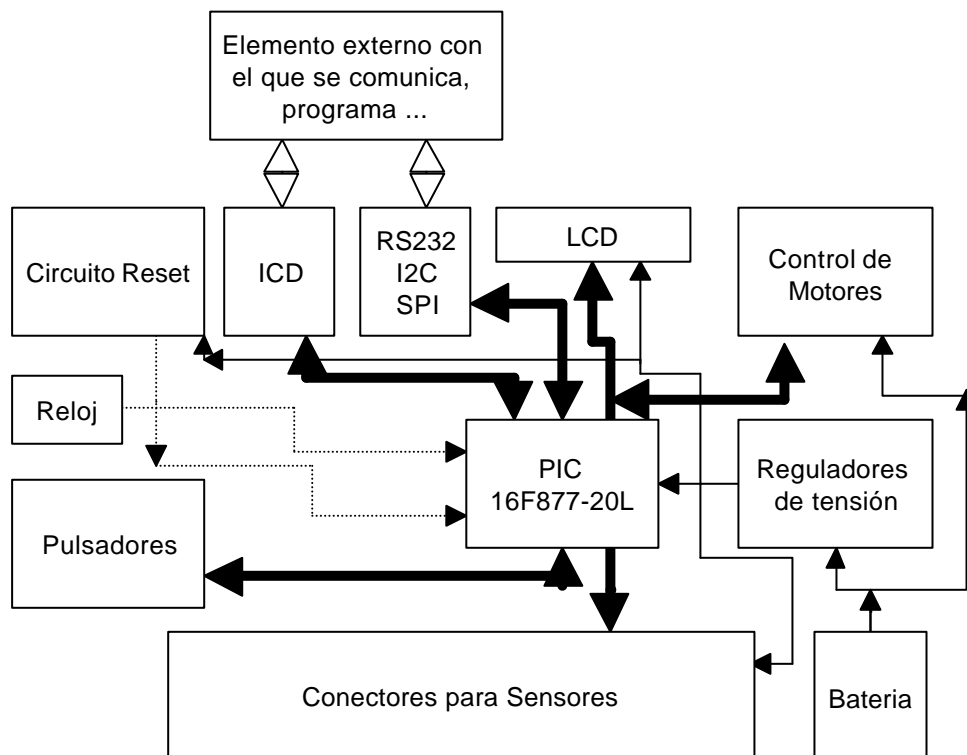 Elemento externo con
el que se comunica,
programa ...
Circuito Reset
ICD
RS232
I2C
SPI
LCD
Control de
Motores
Reloj
PIC
16F877-20L
Reguladores
de tensión
Pulsadores
Conectores para Sensores
Bateria